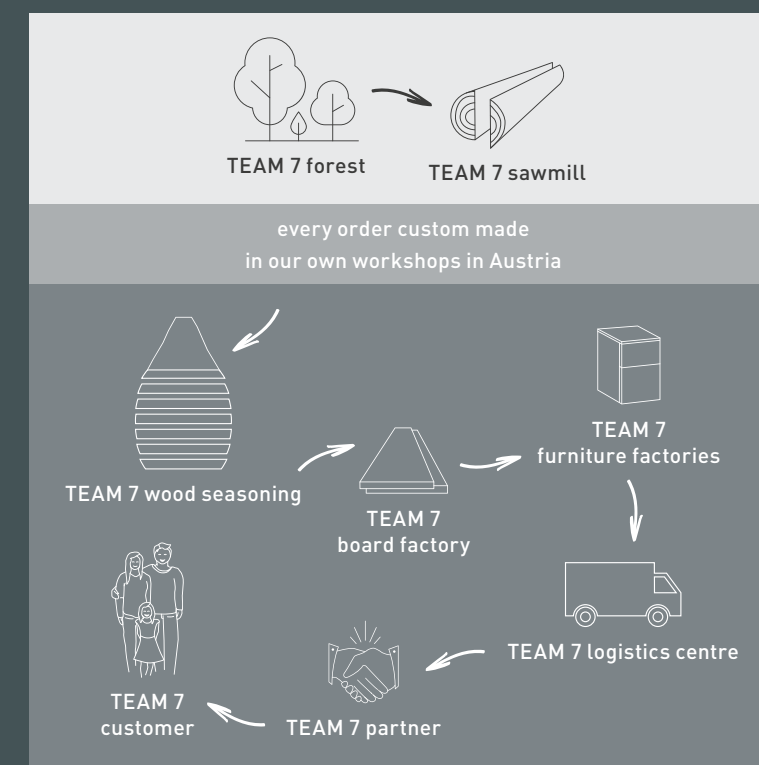 TEAM 7 forest
TEAM 7 sawmill
every order custom made
in our own workshops in Austria
TEAM 7 wood seasoning
TEAM 7
board factory
TEAM 7
furniture factories
TEAM 7 logistics centre
TEAM 7 partner
TEAM 7
customer